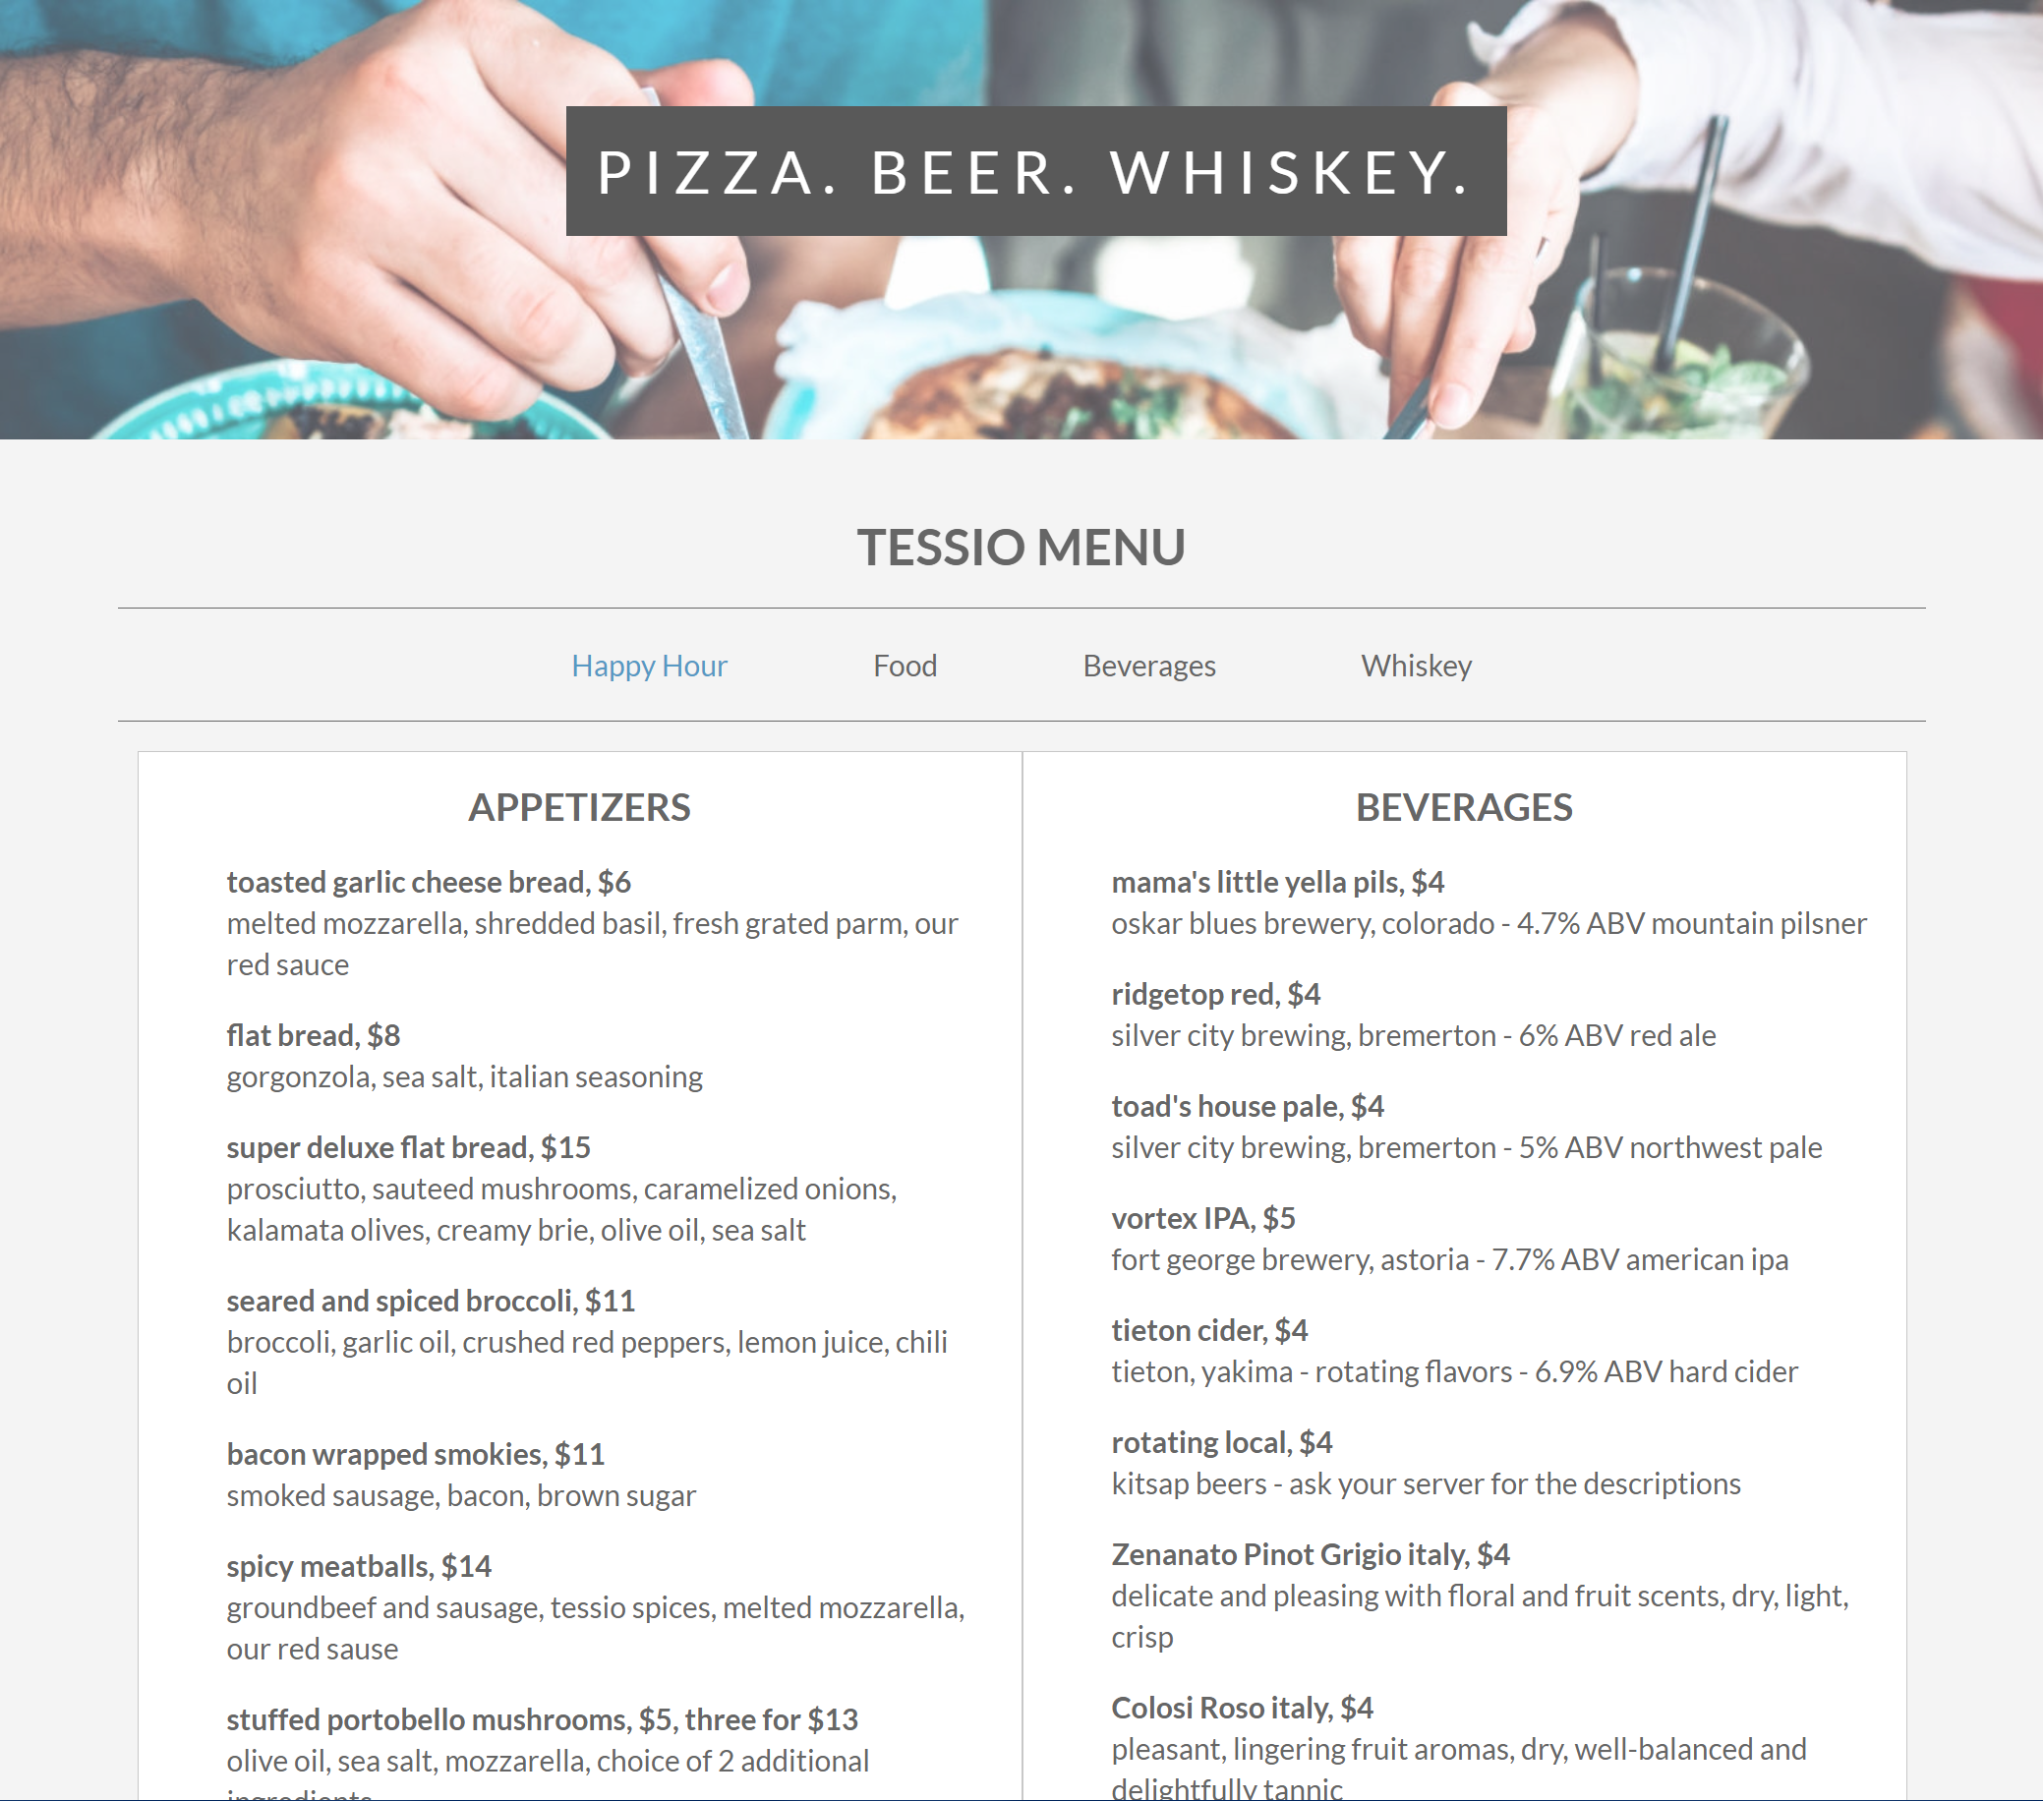 PIZZA. BEER. WHISKEY.
TESSIO MENU
Happy Hour Food Beverages Whiskey
APPETIZERS
toasted garlic cheese bread, $6
melted mozzarella, shredded basil, fresh grated parm, our
red sauce
flat bread, $8
gorgonzola, sea salt, italian seasoning
super deluxe flat bread, $15
prosciutto, sauteed mushrooms, caramelized onions,
kalamata olives, creamy brie, olive oil, sea salt
seared and spiced broccoli, $11
broccoli, garlic oil, crushed red peppers, lemon juice, chili
oil
bacon wrapped smokies, $11
smoked sausage, bacon, brown sugar
spicy meatballs, $14
groundbeef and sausage, tessio spices, melted mozzarella,
our red sause
stuffed portobello mushrooms, $5, three for $13
olive oil, sea salt, mozzarella, choice of 2 additional
ingredients
BEVERAGES
mama's little yella pils, $4
oskar blues brewery, colorado - 4.7% ABV mountain pilsner
ridgetop red, $4
silver city brewing, bremerton - 6% ABV red ale
toad's house pale, $4
silver city brewing, bremerton - 5% ABV northwest pale
vortex IPA, $5
fort george brewery, astoria - 7.7% ABV american ipa
tieton cider, $4
tieton, yakima - rotating flavors - 6.9% ABV hard cider
rotating local, $4
kitsap beers - ask your server for the descriptions
Zenanato Pinot Grigio italy, $4
delicate and pleasing with floral and fruit scents, dry, light,
crisp
Colosi Roso italy, $4
pleasant, lingering fruit aromas, dry, well-balanced and
delightfully tannic